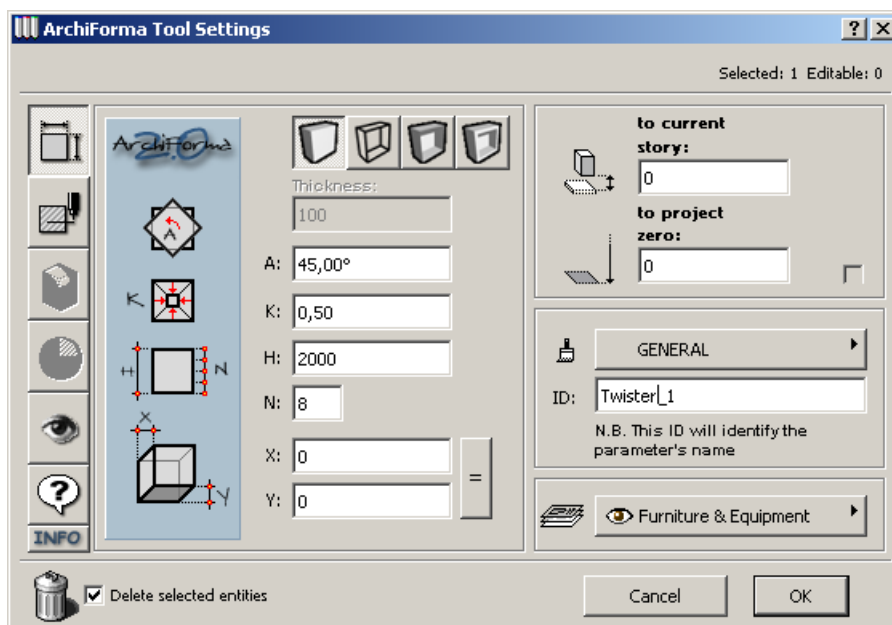 ArchiForma Tool Settings
Selected: 1 Editable: 0
ArchiForma
2.0
A
K
H
N
X
Y
Thickness:
100
A: 45,00°
K: 0,50
H: 2000
N: 8
X: 0
Y: 0
=
to current
story:
0
to project
zero:
0
GENERAL
ID: Twister_1
N.B. This ID will identify the
parameter's name
Furniture & Equipment
INFO
Delete selected entities
Cancel
OK